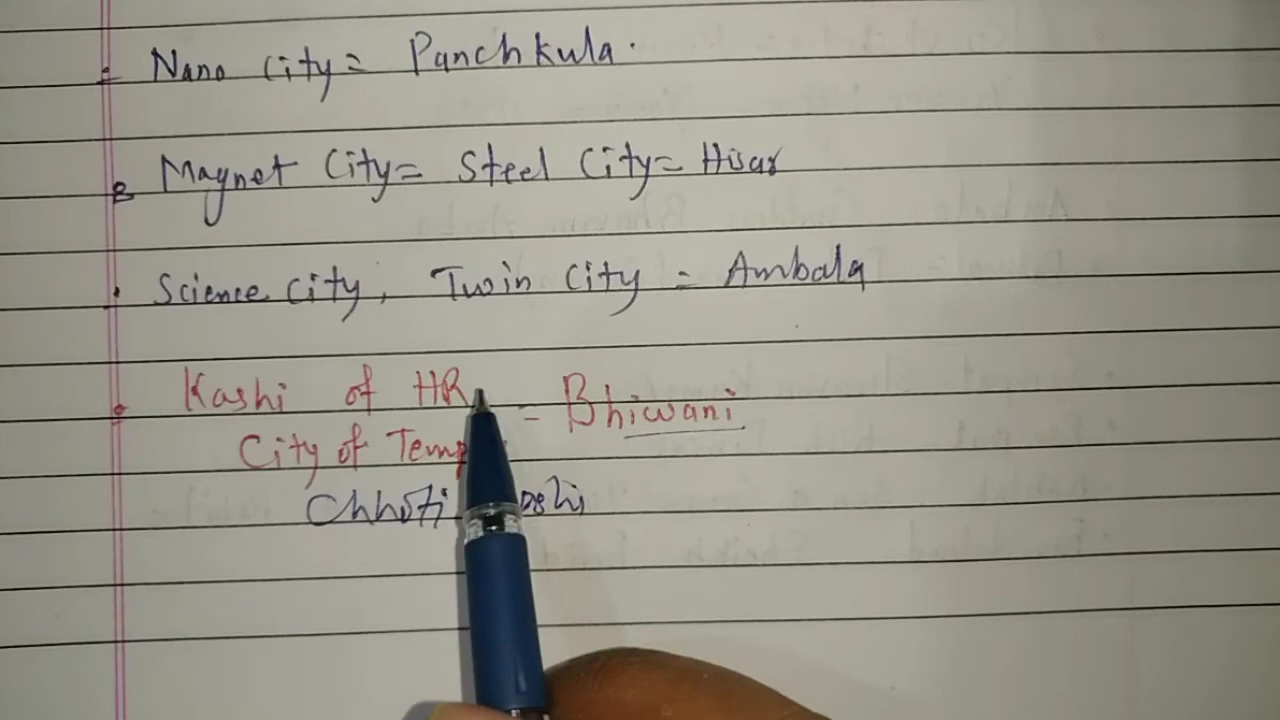 Nano City = Panchkula.
Magnet City = Steel City = Hisar
Science City, Twin City = Ambala
Kashi of HR = Bhiwani
City of
Chhoti